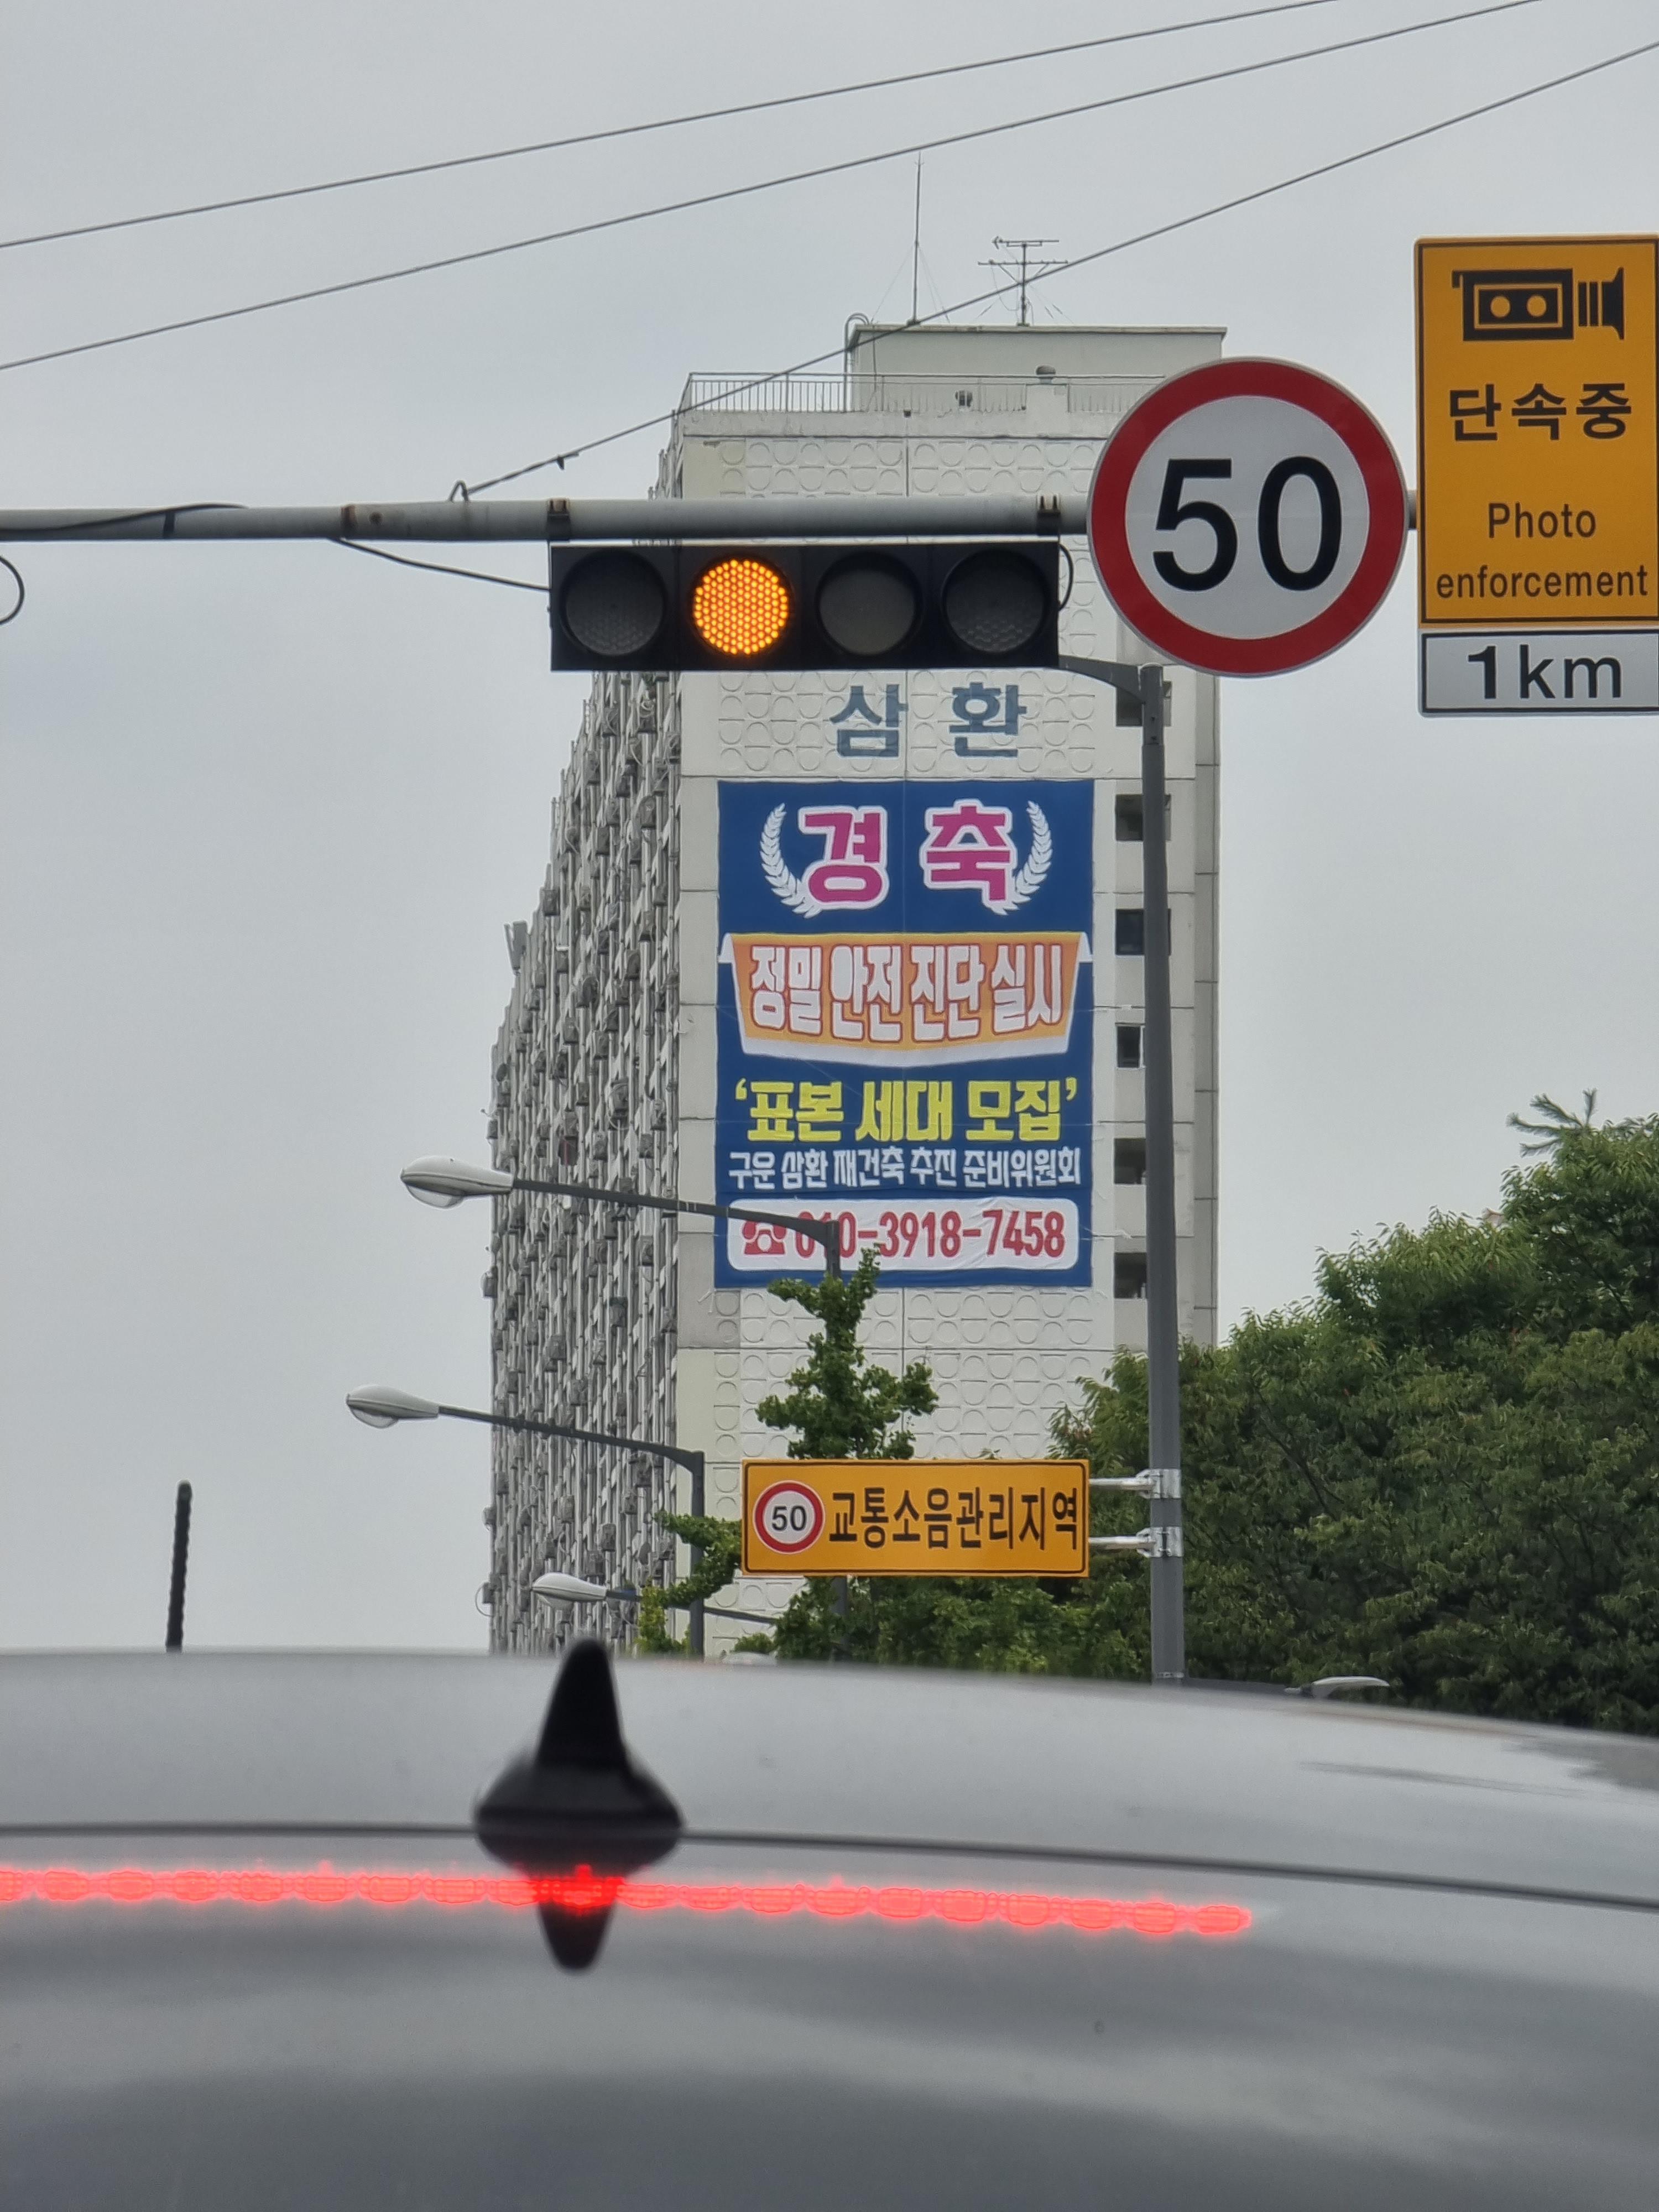 단속중
Photo
enforcement
1km
50
삼환
경축
정밀안전진단실시
'표본 세대 모집'
구운 삼환 재건축 추진 준비위원회
010-3918-7458
50 교통소음관리지역